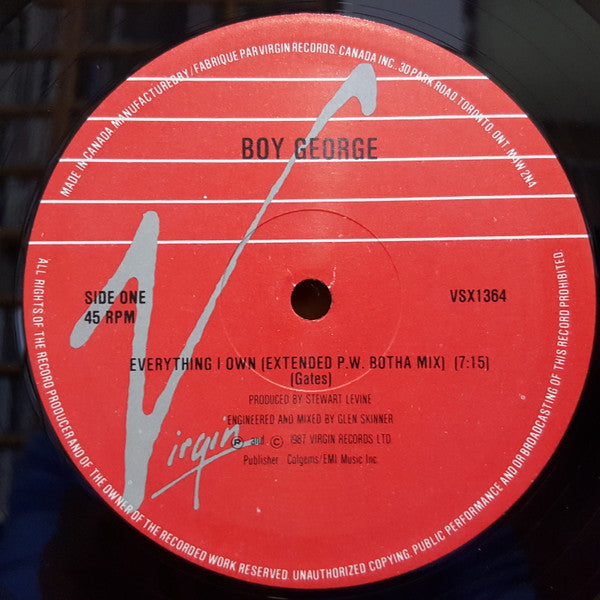 MADE IN CANADA. MANUFACTURED BY / FABRIQUE PAR VIRGIN RECORDS, CANADA INC., 30 PARK ROAD, TORONTO, ONT. M4W 2N4
BOY GEORGE
SIDE ONE
45 RPM
VSX1364
EVERYTHING I OWN (EXTENDED P.W. BOTHA MIX) (7:15)
(Gates)
PRODUCED BY STEWART LEVINE
ENGINEERED AND MIXED BY GLEN SKINNER
℗ and © 1987 VIRGIN RECORDS LTD.
Publisher : Colgems/EMI Music Inc.
Virgin
ALL RIGHTS OF THE RECORD PRODUCER AND OF THE OWNER OF THE RECORDED WORK RESERVED. UNAUTHORIZED COPYING, PUBLIC PERFORMANCE AND/OR BROADCASTING OF THIS RECORD PROHIBITED.